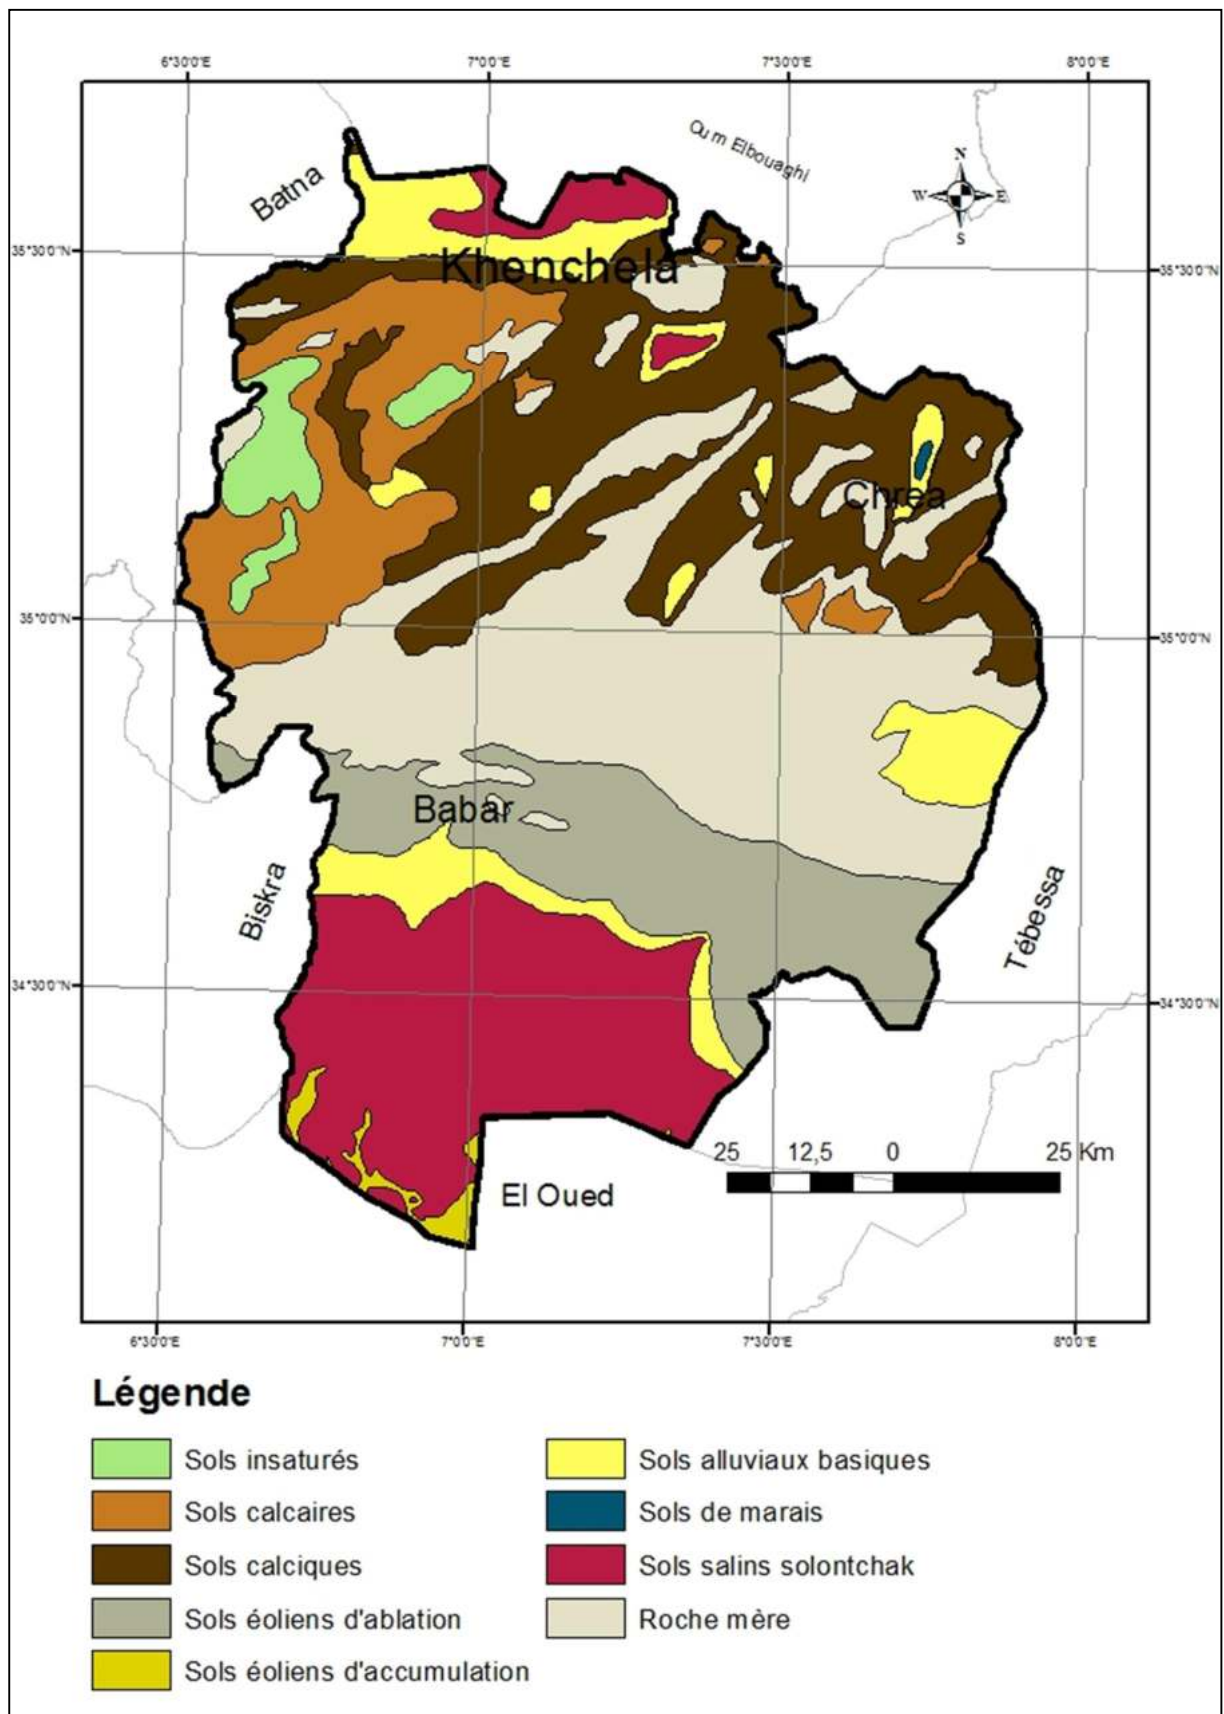 6°30'0"E 7°0'0"E 7°30'0"E 8°0'0"E
Oum Elbouaghi
N
Batna
W E
S
35°30'0"N 35°30'0"N
Khenchela
Chrea
35°0'0"N 35°0'0"N
Babar
Biskra
Tébessa
34°30'0"N 34°30'0"N
25 12,5 0 25 Km
El Oued
6°30'0"E 7°0'0"E 7°30'0"E 8°0'0"E
Légende
Sols insaturés
Sols calcaires
Sols calciques
Sols éoliens d'ablation
Sols éoliens d'accumulation
Sols alluviaux basiques
Sols de marais
Sols salins solontchak
Roche mère